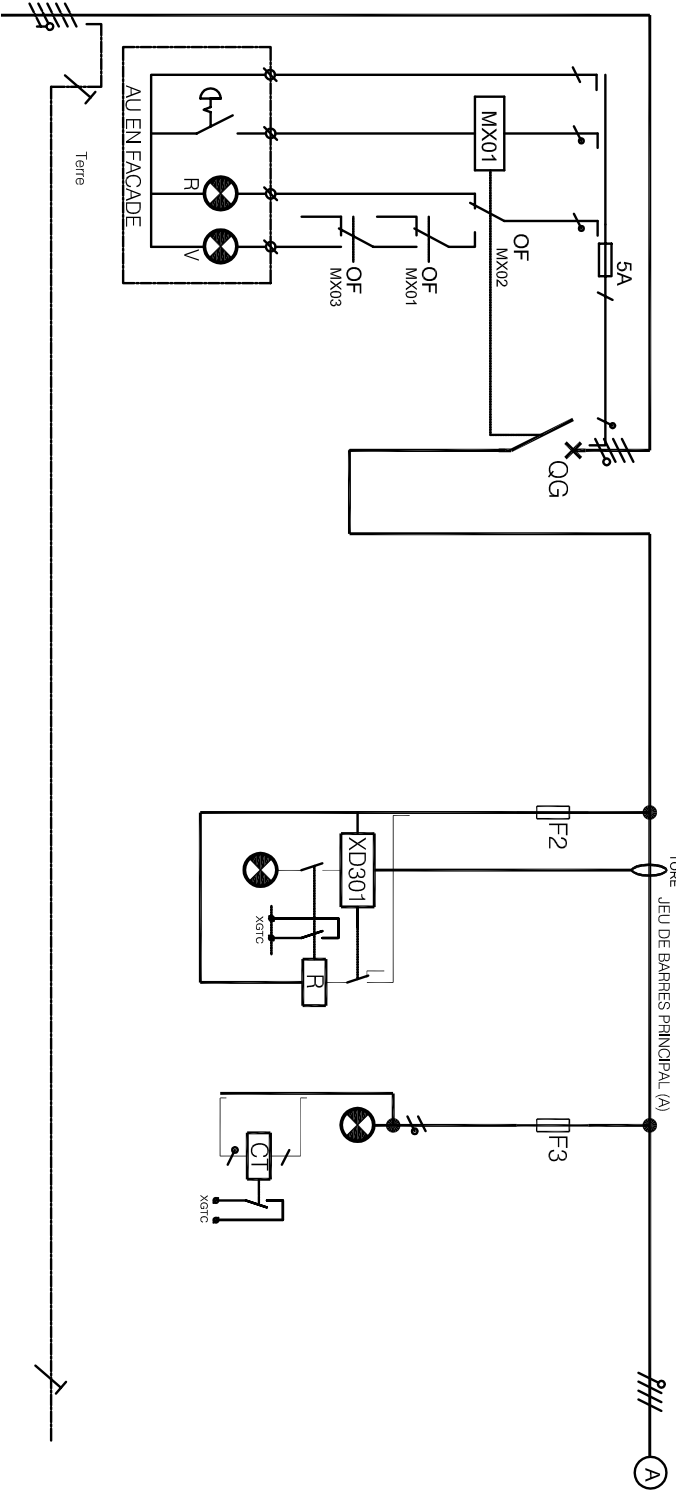 AU EN FACADE
R
V
Terre
MX01
OF
MX02
OF
MX01
OF
MX03
5A
QG
F2
TORE
JEU DE BARRES PRINCIPAL (A)
XD301
XGTC
R
F3
CT
XGTC
A